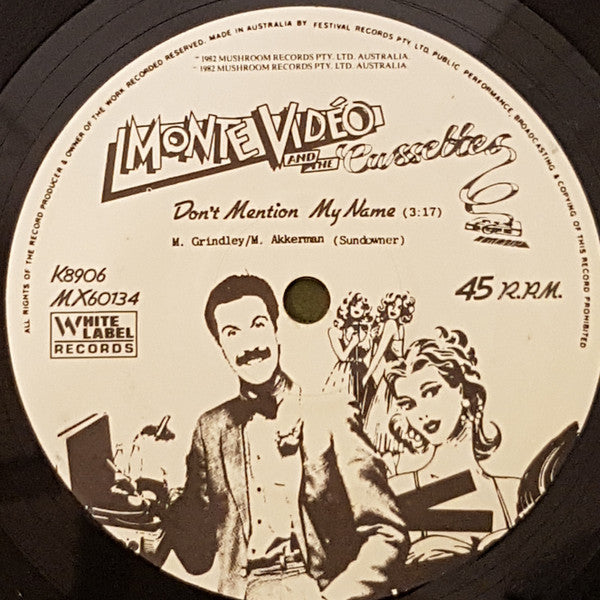 ALL RIGHTS OF THE RECORD PRODUCER & OWNER OF THE WORK RECORDED RESERVED. MADE IN AUSTRALIA BY FESTIVAL RECORDS PTY. LTD. PUBLIC PERFORMANCE, BROADCASTING & COPYING OF THIS RECORD PROHIBITED
1982 MUSHROOM RECORDS PTY. LTD. AUSTRALIA.
1982 MUSHROOM RECORDS PTY. LTD. AUSTRALIA
MONTE VIDÉO
AND THE Cassettes
Don't Mention My Name (3:17)
M. Grindley/M. Akkerman (Sundowner)
K8906
MX60134
45 R.P.M.
WHITE
LABEL
RECORDS